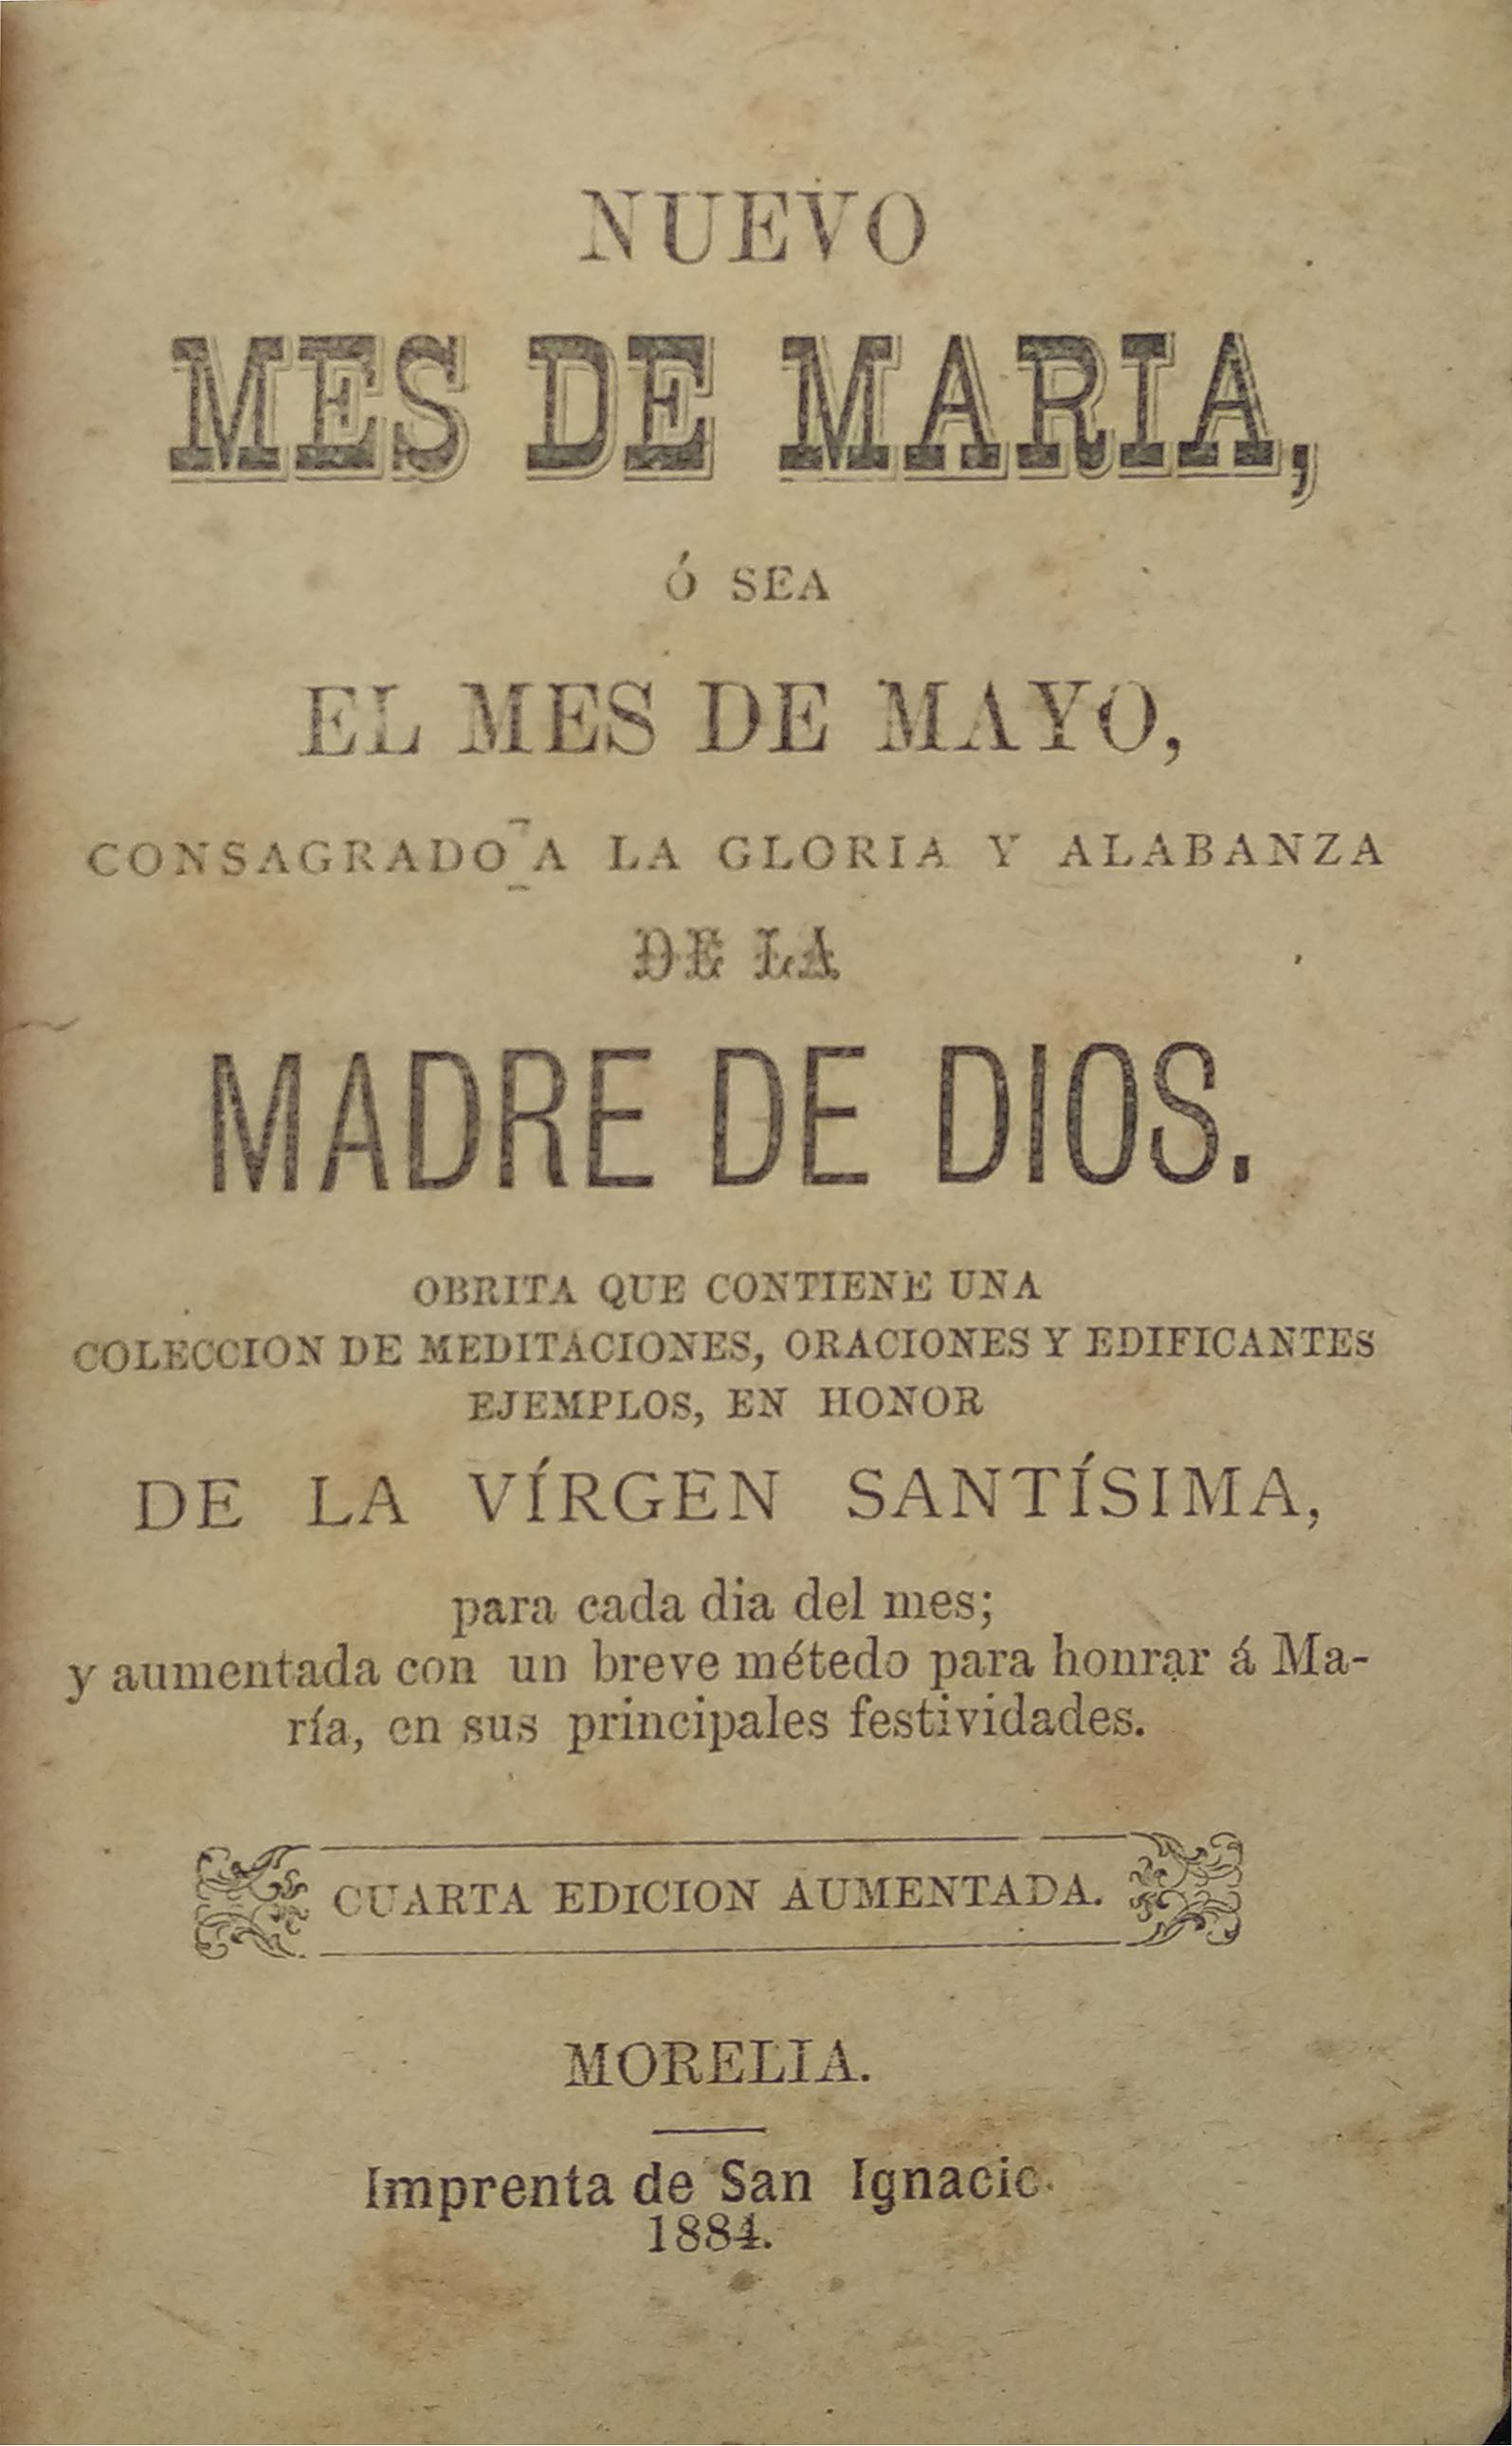 NUEVO
MES DE MARIA,
Ó SEA
EL MES DE MAYO,
CONSAGRADO A LA GLORIA Y ALABANZA
DE LA
MADRE DE DIOS.
OBRITA QUE CONTIENE UNA
COLECCION DE MEDITACIONES, ORACIONES Y EDIFICANTES
EJEMPLOS, EN HONOR
DE LA VÍRGEN SANTÍSIMA,
para cada dia del mes;
y aumentada con un breve métedo para honrar á Ma-
ría, en sus principales festividades.
CUARTA EDICION AUMENTADA.
MORELIA.
Imprenta de San Ignacio.
1884.